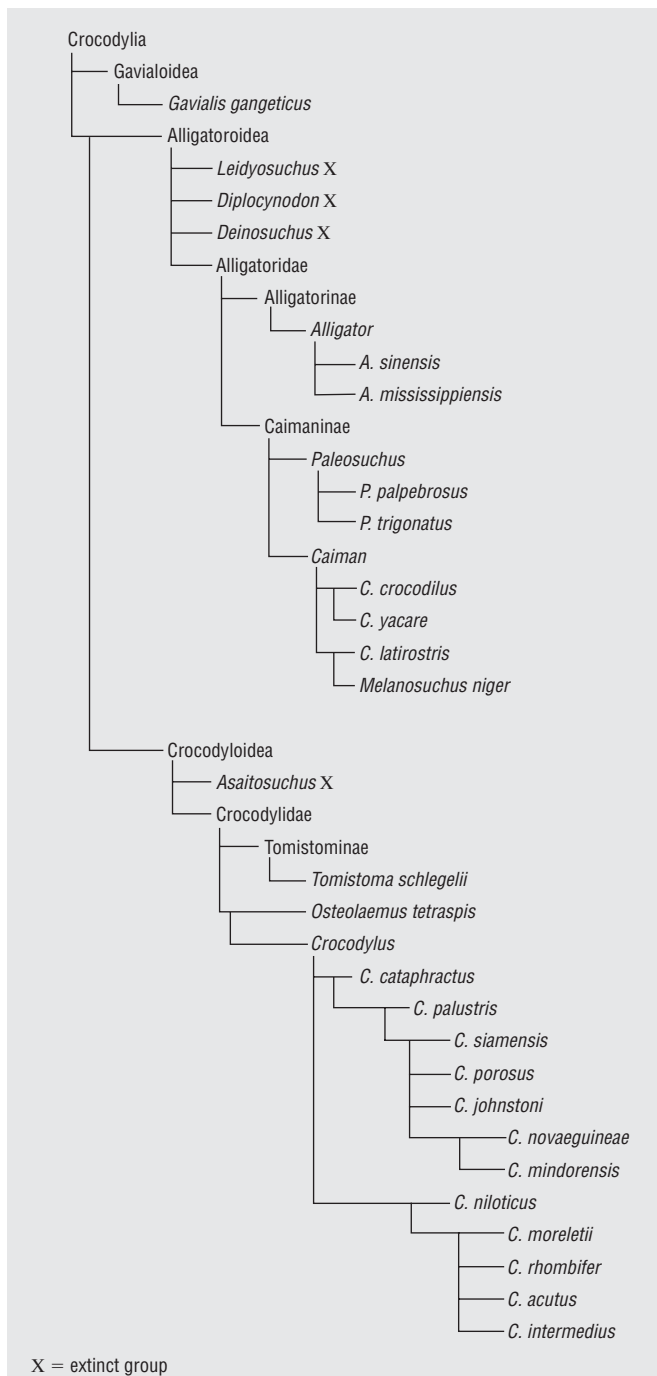 Crocodylia
Gavialoidea
Gavialis gangeticus
Alligatoroidea
Leidyosuchus X
Diplocynodon X
Deinosuchus X
Alligatoridae
Alligatorinae
Alligator
A. sinensis
A. mississippiensis
Caimaninae
Paleosuchus
P. palpebrosus
P. trigonatus
Caiman
C. crocodilus
C. yacare
C. latirostris
Melanosuchus niger
Crocodyloidea
Asaitosuchus X
Crocodylidae
Tomistominae
Tomistoma schlegelii
Osteolaemus tetraspis
Crocodylus
C. cataphractus
C. palustris
C. siamensis
C. porosus
C. johnstoni
C. novaeguineae
C. mindorensis
C. niloticus
C. moreletii
C. rhombifer
C. acutus
C. intermedius
X = extinct group